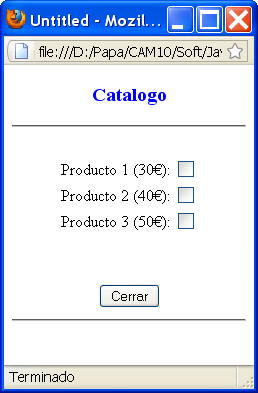 Untitled - Mozil...
file:///D:/Papa/CAM10/Soft/Jav
Catalogo
Producto 1 (30€):
Producto 2 (40€):
Producto 3 (50€):
Cerrar
Terminado